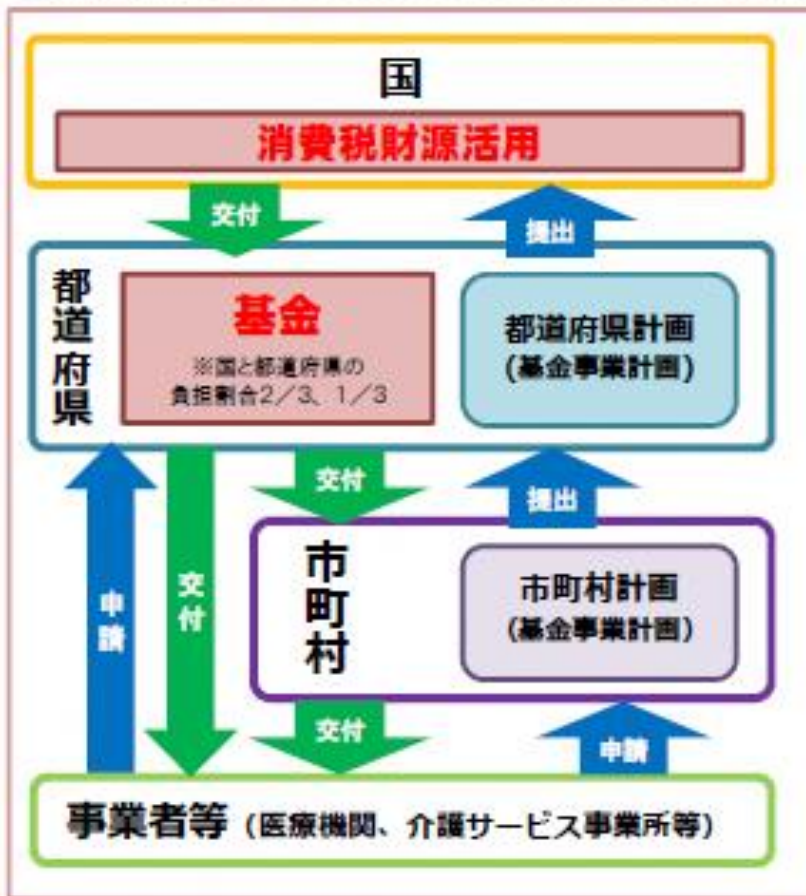 国
消費税財源活用
交付
提出
都道府県
基金
※国と都道府県の
負担割合2／3、1／3
都道府県計画
(基金事業計画)
申請
交付
交付
提出
市町村
市町村計画
(基金事業計画)
交付
申請
事業者等（医療機関、介護サービス事業所等）